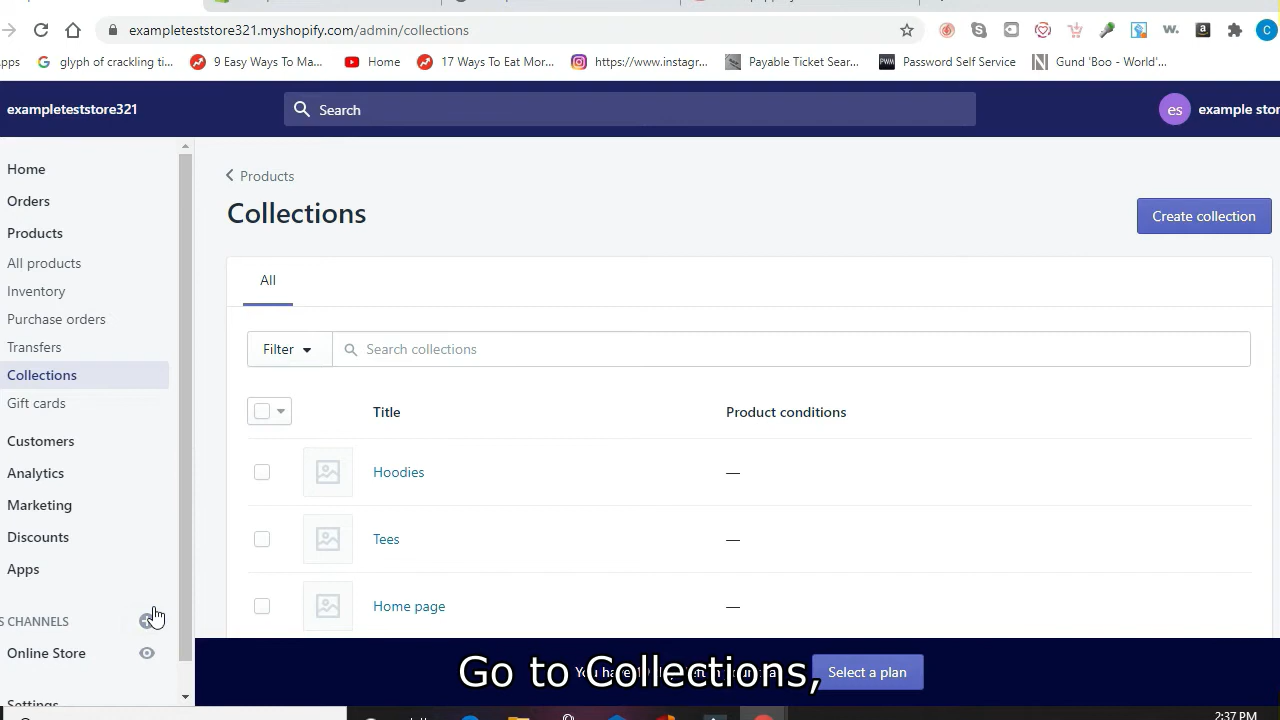 exampleteststore321.myshopify.com/admin/collections
w.
a
C
pps
glyph of crackling ti...
9 Easy Ways To Ma...
Home
17 Ways To Eat Mor...
https://www.instagr...
Payable Ticket Sear...
PWM
Password Self Service
Gund 'Boo - World'...
exampleteststore321
Search
es
example stor
Home
Orders
Products
All products
Inventory
Purchase orders
Transfers
Collections
Gift cards
Customers
Analytics
Marketing
Discounts
Apps
S CHANNELS
Online Store
Settings
Products
Collections
Create collection
All
Filter
Search collections
Title
Product conditions
Hoodies
—
Tees
—
Home page
—
Select a plan
Go to Collections,
2:37 PM